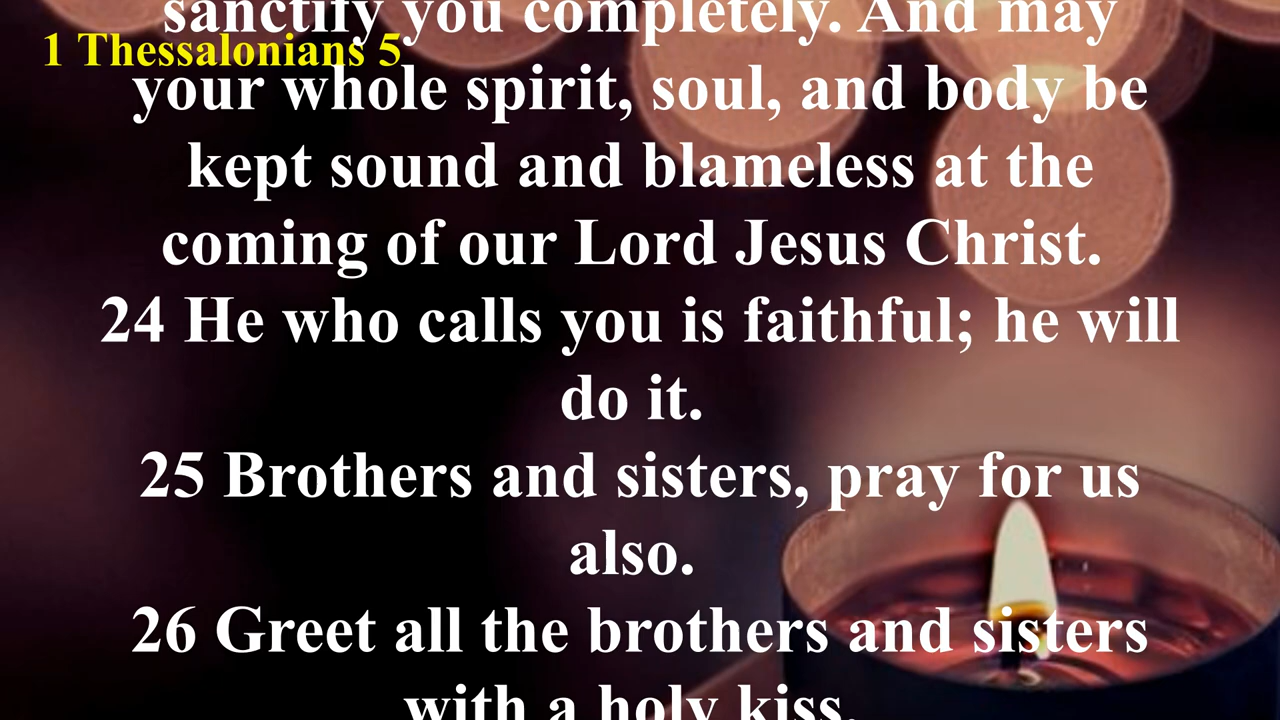 sanctify you completely. And may
1 Thessalonians 5
your whole spirit, soul, and body be
kept sound and blameless at the
coming of our Lord Jesus Christ.
24 He who calls you is faithful; he will
do it.
25 Brothers and sisters, pray for us
also.
26 Greet all the brothers and sisters
with a holy kiss.